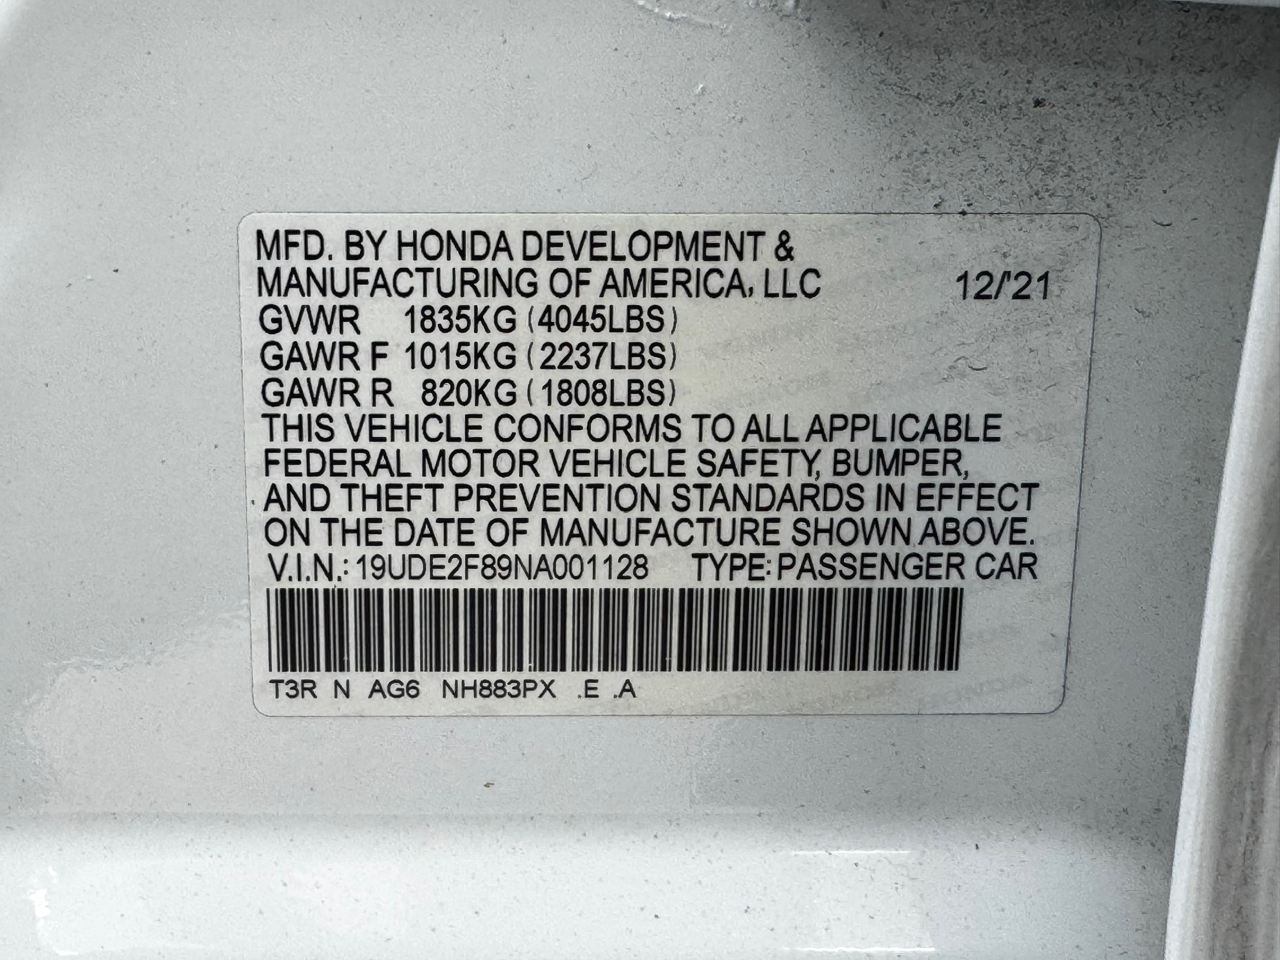 MFD. BY HONDA DEVELOPMENT &
MANUFACTURING OF AMERICA, LLC 12/'21
GVWR 1835KG (4045LBS)
GAWR F 1015KG (2237LBS)
GAWR R 820KG (1808LBS)
THIS VEHICLE CONFORMS TO ALL APPLICABLE
FEDERAL MOTOR VEHICLE SAFETY, BUMPER,
AND THEFT PREVENTION STANDARDS IN EFFECT
ON THE DATE OF MANUFACTURE SHOWN ABOVE.
V.I.N.: 19UDE2F89NA001128 TYPE: PASSENGER CAR
T3R N AG6 NH883PX .E .A